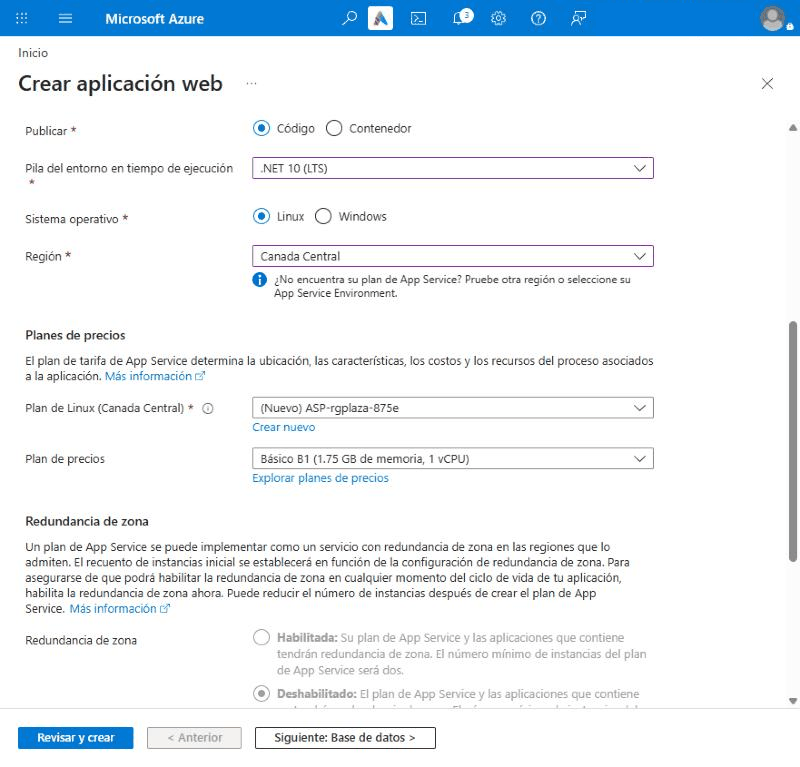 Microsoft Azure
3
Inicio
Crear aplicación web ...
Publicar *
Código
Contenedor
Pila del entorno en tiempo de ejecución *
.NET 10 (LTS)
Sistema operativo *
Linux
Windows
Región *
Canada Central
¿No encuentra su plan de App Service? Pruebe otra región o seleccione su
App Service Environment.
Planes de precios
El plan de tarifa de App Service determina la ubicación, las características, los costos y los recursos del proceso asociados
a la aplicación. Más información
Plan de Linux (Canada Central) *
(Nuevo) ASP-rgplaza-875e
Crear nuevo
Plan de precios
Básico B1 (1.75 GB de memoria, 1 vCPU)
Explorar planes de precios
Redundancia de zona
Un plan de App Service se puede implementar como un servicio con redundancia de zona en las regiones que lo
admiten. El recuento de instancias inicial se establecerá en función de la configuración de redundancia de zona. Para
asegurarse de que podrá habilitar la redundancia de zona en cualquier momento del ciclo de vida de tu aplicación,
habilita la redundancia de zona ahora. Puede reducir el número de instancias después de crear el plan de App
Service. Más información
Redundancia de zona
Habilitada: Su plan de App Service y las aplicaciones que contiene
tendrán redundancia de zona. El número mínimo de instancias del plan
de App Service será dos.
Deshabilitado: El plan de App Service y las aplicaciones que contiene
Revisar y crear
< Anterior
Siguiente: Base de datos >